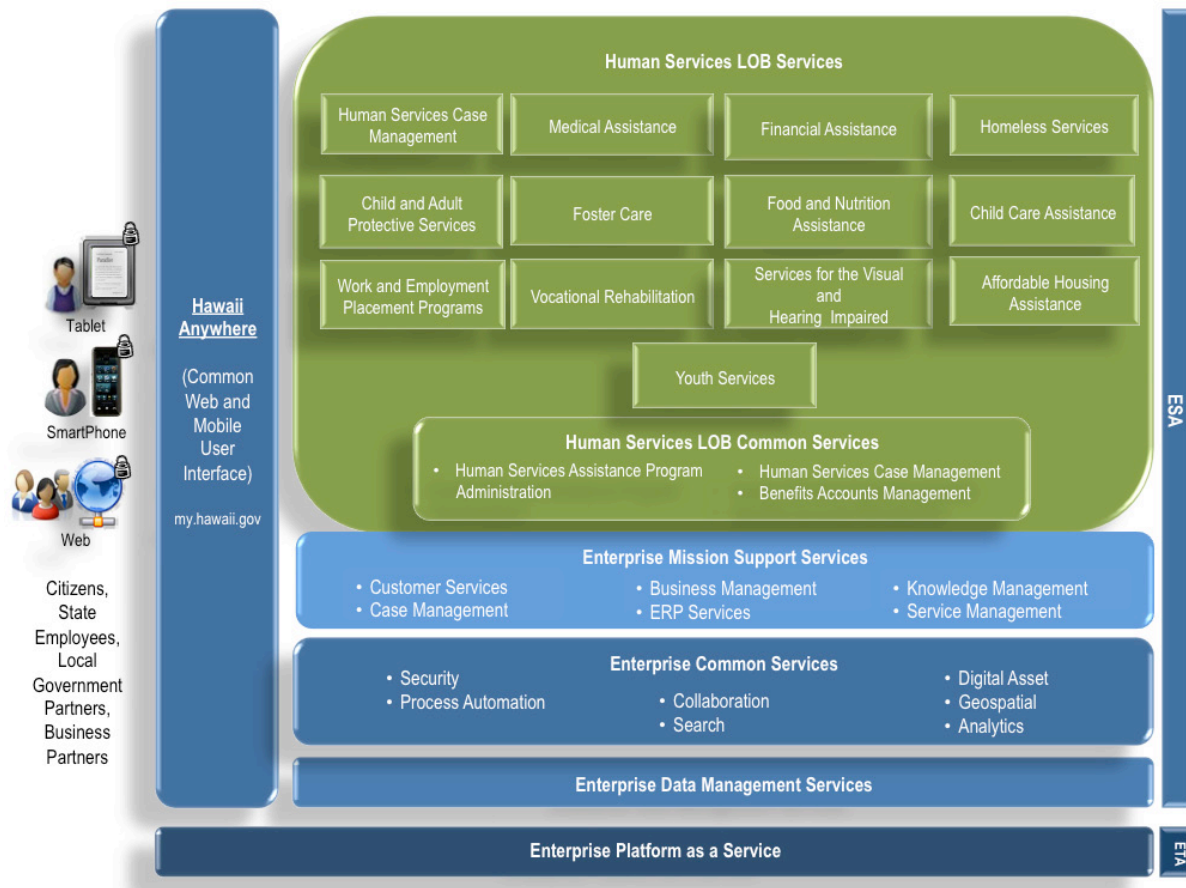 Human Services LOB Services
Human Services Case
Management
Medical Assistance
Financial Assistance
Homeless Services
Child and Adult
Protective Services
Foster Care
Food and Nutrition
Assistance
Child Care Assistance
Work and Employment
Placement Programs
Vocational Rehabilitation
Services for the Visual
and
Hearing Impaired
Affordable Housing
Assistance
Youth Services
Human Services LOB Common Services
• Human Services Assistance Program
Administration
• Human Services Case Management
• Benefits Accounts Management
Tablet
SmartPhone
Web
Citizens,
State
Employees,
Local
Government
Partners,
Business
Partners
Hawaii
Anywhere
(Common
Web and
Mobile
User
Interface)
my.hawaii.gov
Enterprise Mission Support Services
• Customer Services
• Case Management
• Business Management
• ERP Services
• Knowledge Management
• Service Management
Enterprise Common Services
• Security
• Process Automation
• Collaboration
• Search
• Digital Asset
• Geospatial
• Analytics
Enterprise Data Management Services
ESA
Enterprise Platform as a Service
ETA